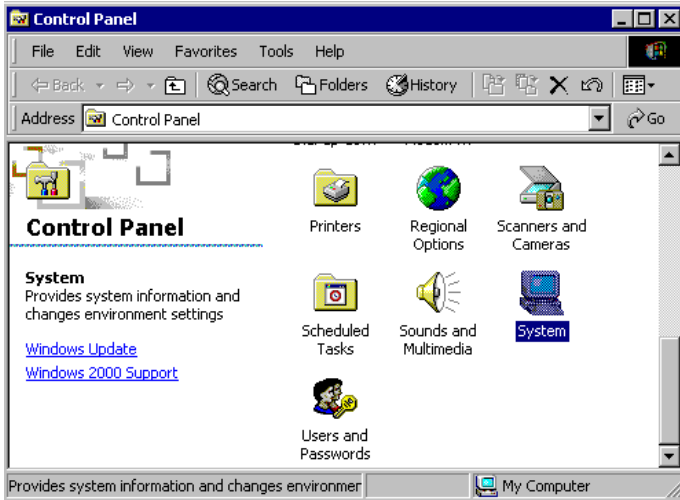 Control Panel
File Edit View Favorites Tools Help
Back Search Folders History
Address Control Panel Go
Control Panel
System
Provides system information and
changes environment settings
Windows Update
Windows 2000 Support
Printers
Regional
Options
Scanners and
Cameras
Scheduled
Tasks
Sounds and
Multimedia
System
Users and
Passwords
Provides system information and changes environmer
My Computer